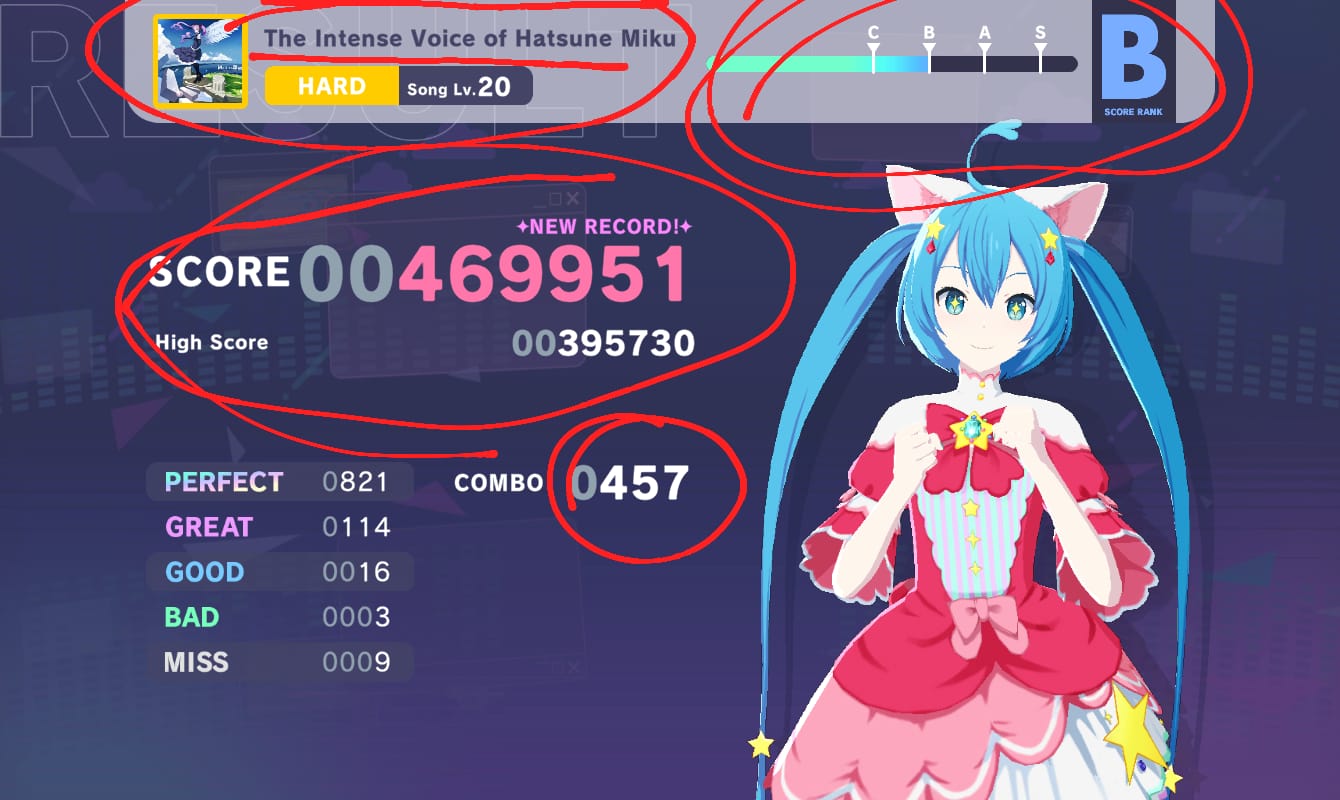 RESULT
The Intense Voice of Hatsune Miku
HARD
Song Lv.20
C B A S
B
SCORE RANK
NEW RECORD!
SCORE 00469951
High Score 00395730
PERFECT 0821
COMBO 0457
GREAT 0114
GOOD 0016
BAD 0003
MISS 0009